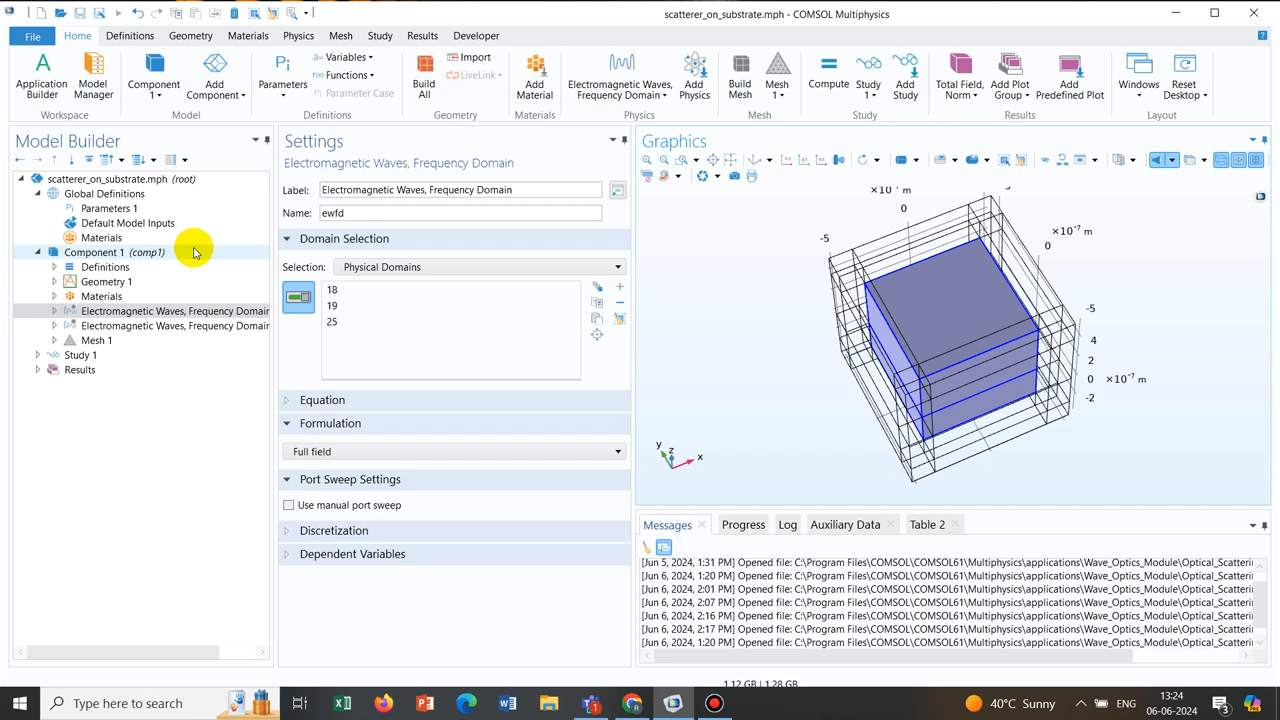 scatterer_on_substrate.mph - COMSOL Multiphysics
File Home Definitions Geometry Materials Physics Mesh Study Results Developer
Application Builder
Model Manager
Workspace
Component 1
Add Component
Model
Parameters
a= Variables
f(x) Functions
Parameter Case
Definitions
Build All
Import
LiveLink
Geometry
Add Material
Materials
Electromagnetic Waves, Frequency Domain
Add Physics
Physics
Build Mesh
Mesh 1
Mesh
Compute
Study 1
Add Study
Study
Total Field, Norm
Add Plot Group
Add Predefined Plot
Results
Windows
Reset Desktop
Layout
Model Builder
scatterer_on_substrate.mph (root)
Global Definitions
Parameters 1
Default Model Inputs
Materials
Component 1 (comp1)
Definitions
Geometry 1
Materials
Electromagnetic Waves, Frequency Domain
Electromagnetic Waves, Frequency Domain
Mesh 1
Study 1
Results
Settings
Electromagnetic Waves, Frequency Domain
Label: Electromagnetic Waves, Frequency Domain
Name: ewfd
Domain Selection
Selection: Physical Domains
18
19
25
Equation
Formulation
Full field
Port Sweep Settings
Use manual port sweep
Discretization
Dependent Variables
Graphics
0
-5
×10⁻⁷ m
0
-5
4
2
0 ×10⁻⁷ m
-2
y z x
Messages Progress Log Auxiliary Data Table 2
[Jun 5, 2024, 1:31 PM] Opened file: C:\Program Files\COMSOL\COMSOL61\Multiphysics\applications\Wave_Optics_Module\Optical_Scatterin
[Jun 6, 2024, 1:20 PM] Opened file: C:\Program Files\COMSOL\COMSOL61\Multiphysics\applications\Wave_Optics_Module\Optical_Scatterin
[Jun 6, 2024, 2:01 PM] Opened file: C:\Program Files\COMSOL\COMSOL61\Multiphysics\applications\Wave_Optics_Module\Optical_Scatterin
[Jun 6, 2024, 2:07 PM] Opened file: C:\Program Files\COMSOL\COMSOL61\Multiphysics\applications\Wave_Optics_Module\Optical_Scatterin
[Jun 6, 2024, 2:16 PM] Opened file: C:\Program Files\COMSOL\COMSOL61\Multiphysics\applications\Wave_Optics_Module\Optical_Scatterin
[Jun 6, 2024, 2:17 PM] Opened file: C:\Program Files\COMSOL\COMSOL61\Multiphysics\applications\Wave_Optics_Module\Optical_Scatterin
[Jun 6, 2024, 1:20 PM] Opened file: C:\Program Files\COMSOL\COMSOL61\Multiphysics\applications\Wave_Optics_Module\Optical_Scatterin
1.12 GB | 1.28 GB
Type here to search
40°C Sunny
ENG
13:24
06-06-2024